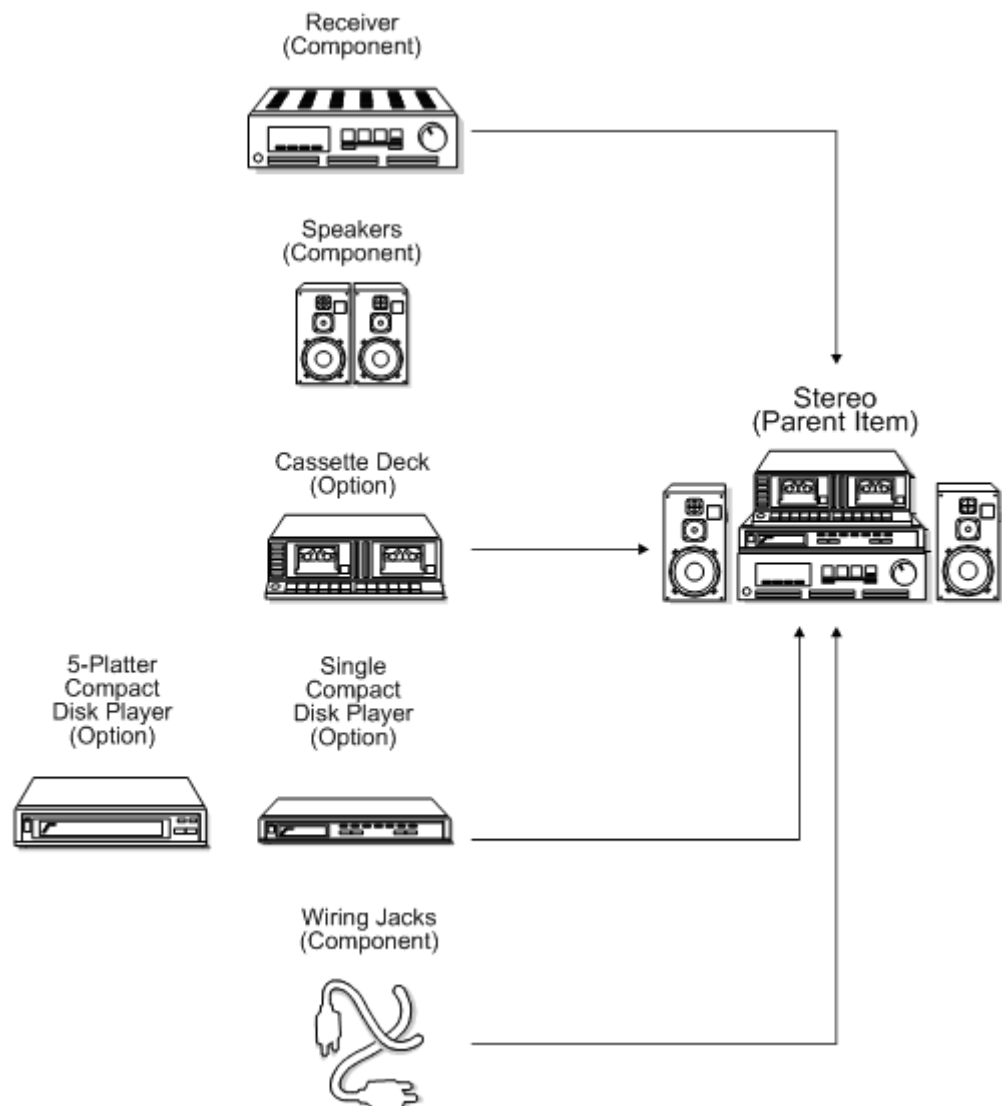 Receiver
(Component)
Speakers
(Component)
Stereo
(Parent Item)
Cassette Deck
(Option)
5-Platter
Compact
Disk Player
(Option)
Single
Compact
Disk Player
(Option)
Wiring Jacks
(Component)